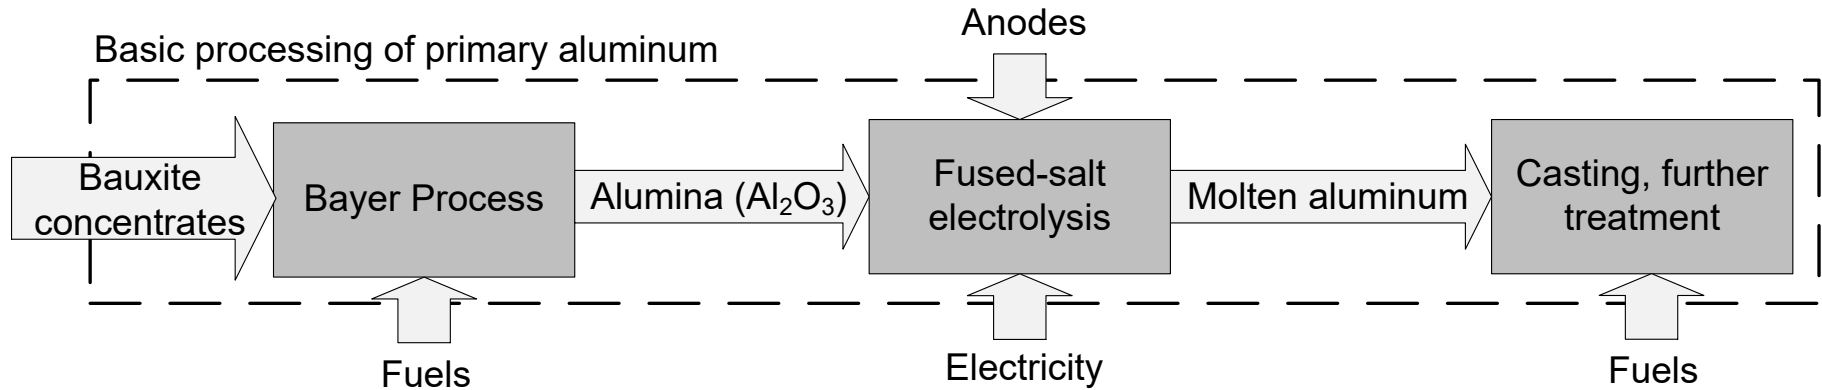 Anodes
Basic processing of primary aluminum
Bauxite
concentrates
Bayer Process
Alumina (Al₂O₃)
Fused-salt
electrolysis
Molten aluminum
Casting, further
treatment
Fuels
Electricity
Fuels